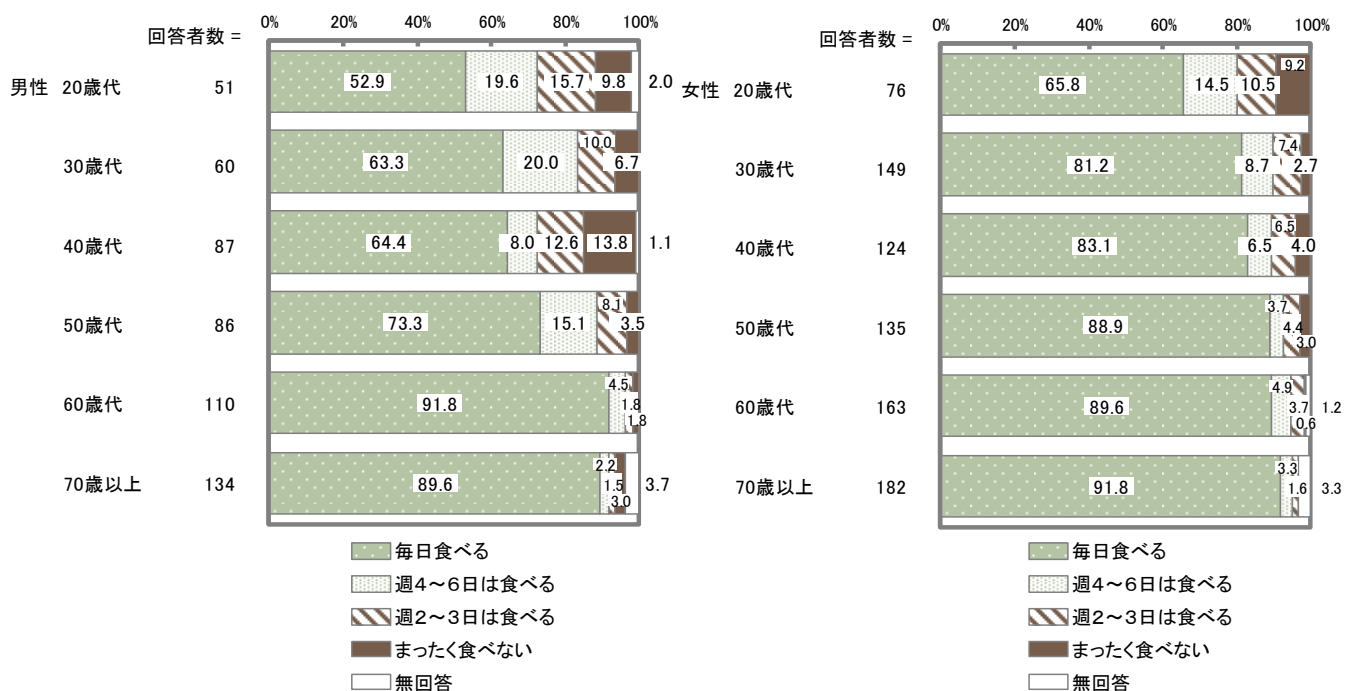 0% 20% 40% 60% 80% 100%
回答者数 =
男性 20歳代 51 52.9 19.6 15.7 9.8 2.0
30歳代 60 63.3 20.0 10.0 6.7
40歳代 87 64.4 8.0 12.6 13.8 1.1
50歳代 86 73.3 15.1 8.1 3.5
60歳代 110 91.8 4.5 1.8 1.8
70歳以上 134 89.6 2.2 1.5 3.0 3.7
毎日食べる
週4～6日は食べる
週2～3日は食べる
まったく食べない
無回答
0% 20% 40% 60% 80% 100%
回答者数 =
女性 20歳代 76 65.8 14.5 10.5 9.2
30歳代 149 81.2 8.7 7.4 2.7
40歳代 124 83.1 6.5 6.5 4.0
50歳代 135 88.9 3.7 4.4 3.0
60歳代 163 89.6 4.9 3.7 0.6 1.2
70歳以上 182 91.8 3.3 1.6 3.3
毎日食べる
週4～6日は食べる
週2～3日は食べる
まったく食べない
無回答